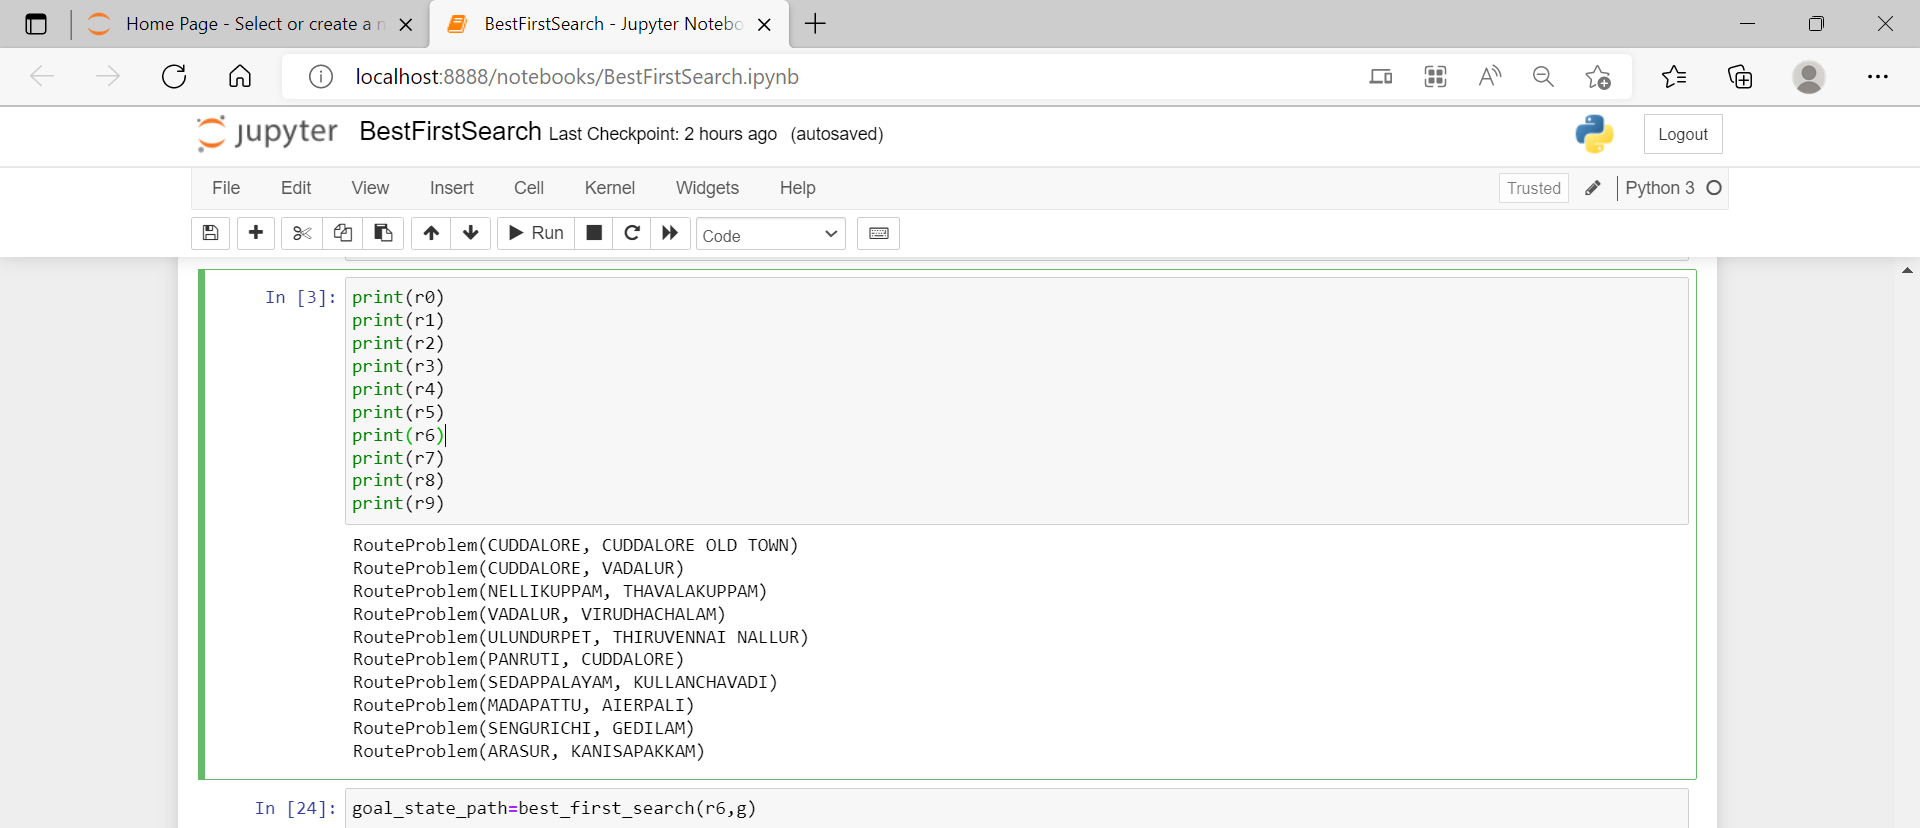 Home Page - Select or create a n
BestFirstSearch - Jupyter Notebo
localhost:8888/notebooks/BestFirstSearch.ipynb
jupyter BestFirstSearch Last Checkpoint: 2 hours ago (autosaved)
Logout
File Edit View Insert Cell Kernel Widgets Help
Trusted Python 3
Run Code
In [3]: print(r0)
print(r1)
print(r2)
print(r3)
print(r4)
print(r5)
print(r6)
print(r7)
print(r8)
print(r9)
RouteProblem(CUDDALORE, CUDDALORE OLD TOWN)
RouteProblem(CUDDALORE, VADALUR)
RouteProblem(NELLIKUPPAM, THAVALAKUPPAM)
RouteProblem(VADALUR, VIRUDHACHALAM)
RouteProblem(ULUNDURPET, THIRUVENNAI NALLUR)
RouteProblem(PANRUTI, CUDDALORE)
RouteProblem(SEDAPPALAYAM, KULLANCHAVADI)
RouteProblem(MADAPATTU, AIERPALI)
RouteProblem(SENGURICHI, GEDILAM)
RouteProblem(ARASUR, KANISAPAKKAM)
In [24]: goal_state_path=best_first_search(r6,g)